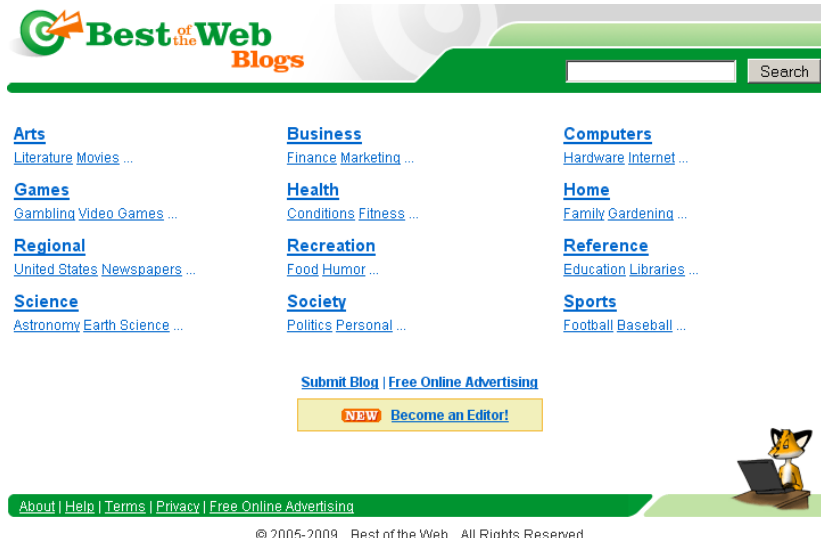 Best of the Web
Blogs
Search
Arts Business Computers
Literature Movies ... Finance Marketing ... Hardware Internet ...
Games Health Home
Gambling Video Games ... Conditions Fitness ... Family Gardening ...
Regional Recreation Reference
United States Newspapers ... Food Humor ... Education Libraries ...
Science Society Sports
Astronomy Earth Science ... Politics Personal ... Football Baseball ...
Submit Blog | Free Online Advertising
NEW Become an Editor!
About | Help | Terms | Privacy | Free Online Advertising
© 2005-2009 Best of the Web All Rights Reserved